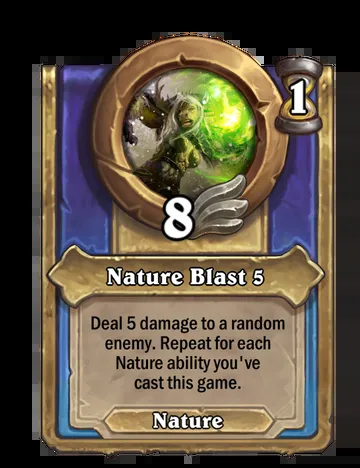 1
8
Nature Blast 5
Deal 5 damage to a random
enemy. Repeat for each
Nature ability you've
cast this game.
Nature